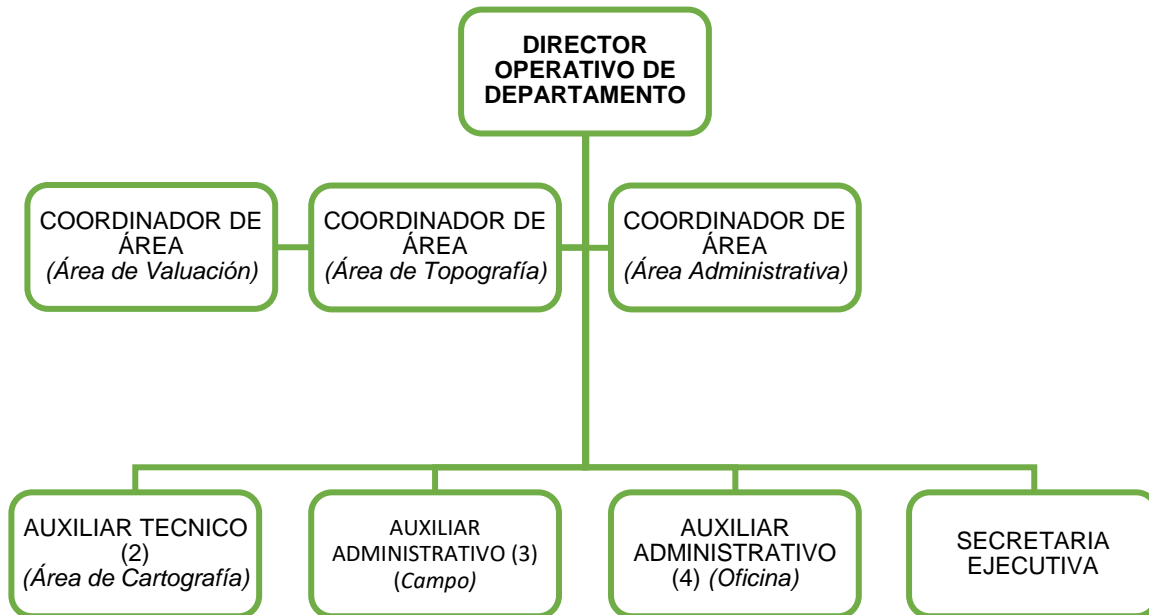 DIRECTOR
OPERATIVO DE
DEPARTAMENTO
COORDINADOR DE
ÁREA
(Área de Valuación)
COORDINADOR DE
ÁREA
(Área de Topografía)
COORDINADOR DE
ÁREA
(Área Administrativa)
AUXILIAR TECNICO
(2)
(Área de Cartografía)
AUXILIAR
ADMINISTRATIVO (3)
(Campo)
AUXILIAR
ADMINISTRATIVO
(4) (Oficina)
SECRETARIA
EJECUTIVA